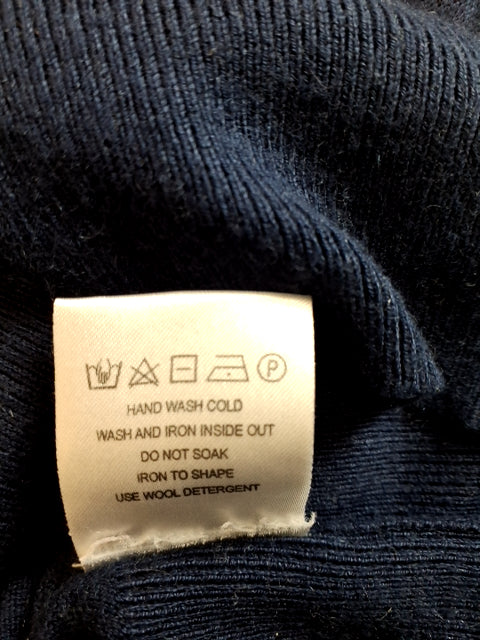 P
HAND WASH COLD
WASH AND IRON INSIDE OUT
DO NOT SOAK
IRON TO SHAPE
USE WOOL DETERGENT